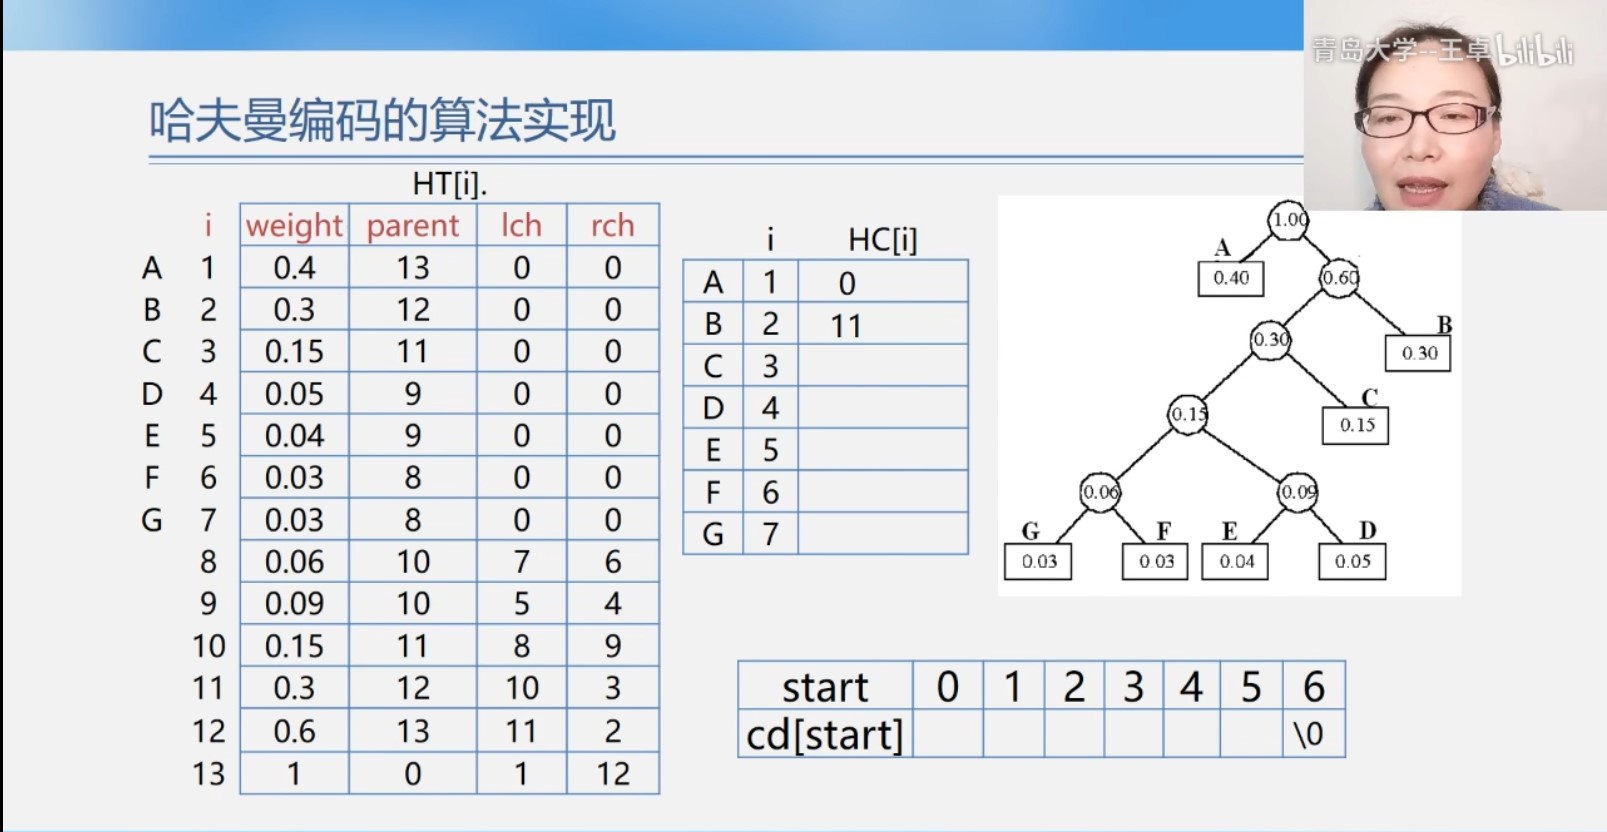 青岛大学--王卓 bilibili
哈夫曼编码的算法实现
HT[i].
i weight parent lch rch
A 1 0.4 13 0 0
B 2 0.3 12 0 0
C 3 0.15 11 0 0
D 4 0.05 9 0 0
E 5 0.04 9 0 0
F 6 0.03 8 0 0
G 7 0.03 8 0 0
8 0.06 10 7 6
9 0.09 10 5 4
10 0.15 11 8 9
11 0.3 12 10 3
12 0.6 13 11 2
13 1 0 1 12
i HC[i]
A 1 0
B 2 11
C 3
D 4
E 5
F 6
G 7
1.00
A
0.40 0.60
B
0.30 0.30
C
0.15 0.15
0.06 0.09
G F E D
0.03 0.03 0.04 0.05
start 0 1 2 3 4 5 6
cd[start] \0